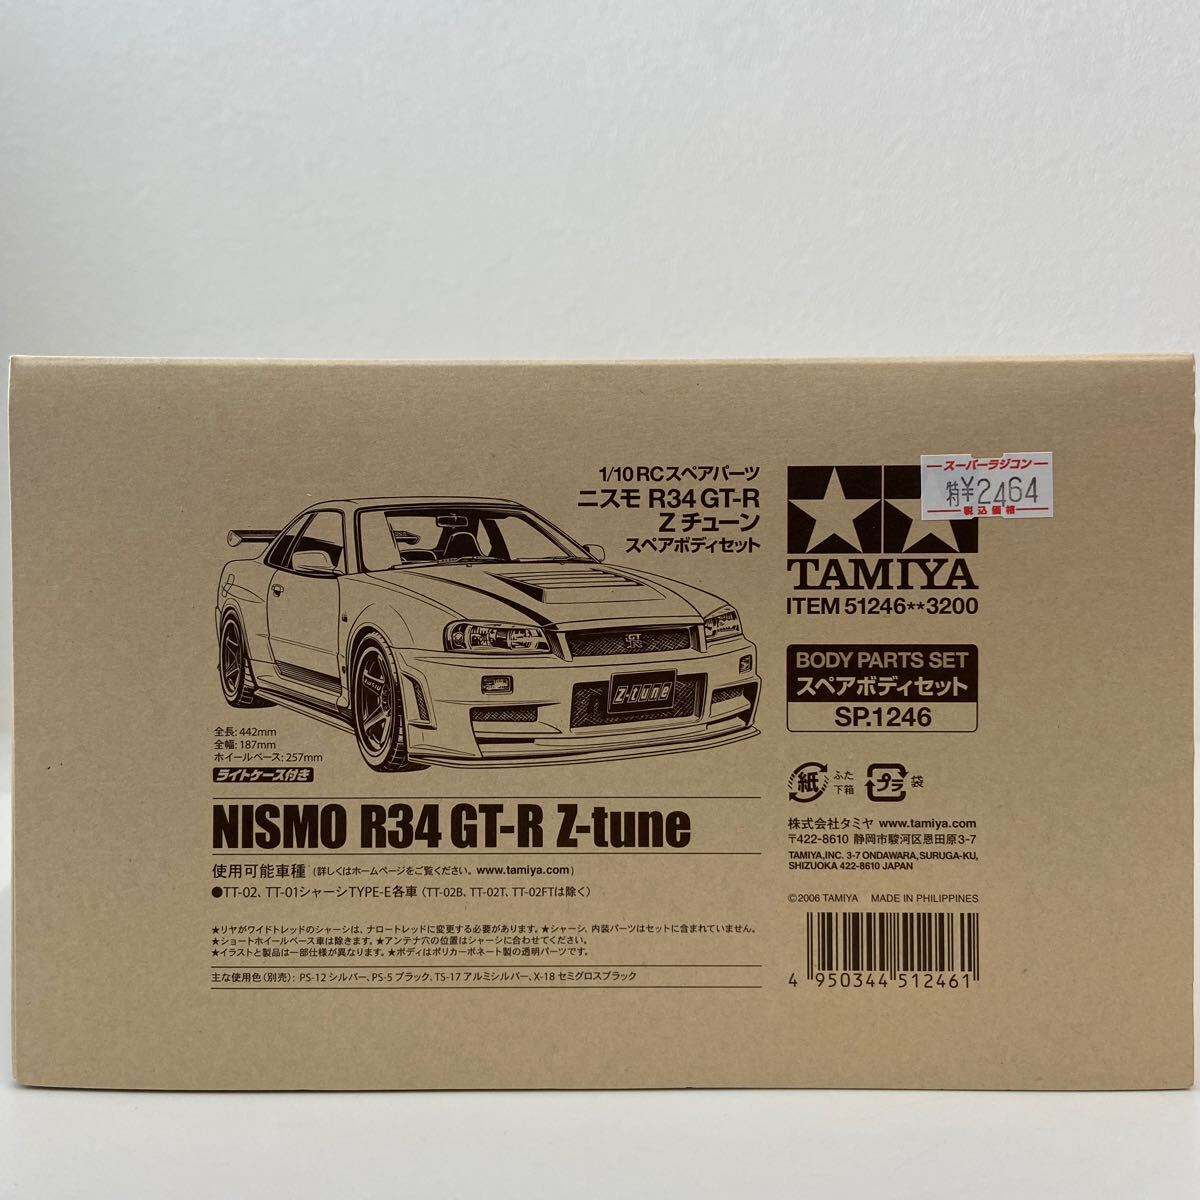 1/10 RCスペアパーツ
ニスモ R34 GT-R
Z チューン
スペアボディセット
スーパーラジコン
特¥2464
税込価格
TAMIYA
ITEM 51246**3200
BODY PARTS SET
スペアボディセット
SP.1246
GT
R
Z-tune
全長: 442mm
全幅: 187mm
ホイールベース: 257mm
ライトケース付き
紙
ふた
下箱
プラ
袋
NISMO R34 GT-R Z-tune
使用可能車種 (詳しくはホームページをご覧ください。www.tamiya.com)
●TT-02、TT-01シャーシTYPE-E各車 (TT-02B、TT-02T、TT-02FTは除く)
★リヤがワイドトレッドのシャーシは、ナロートレッドに変更する必要があります。★シャーシ、内装パーツはセットに含まれていません。
★ショートホイールベース車は除きます。★アンテナ穴の位置はシャーシに合わせてください。
★イラストと製品は一部仕様が異なります。★ボディはポリカーボネート製の透明パーツです。
主な使用色(別売): PS-12 シルバー、PS-5 ブラック、TS-17 アルミシルバー、X-18 セミグロスブラック
株式会社タミヤ www.tamiya.com
〒422-8610 静岡市駿河区恩田原3-7
TAMIYA,INC. 3-7 ONDAWARA,SURUGA-KU,
SHIZUOKA 422-8610 JAPAN
©2006 TAMIYA MADE IN PHILIPPINES
4 950344 512461